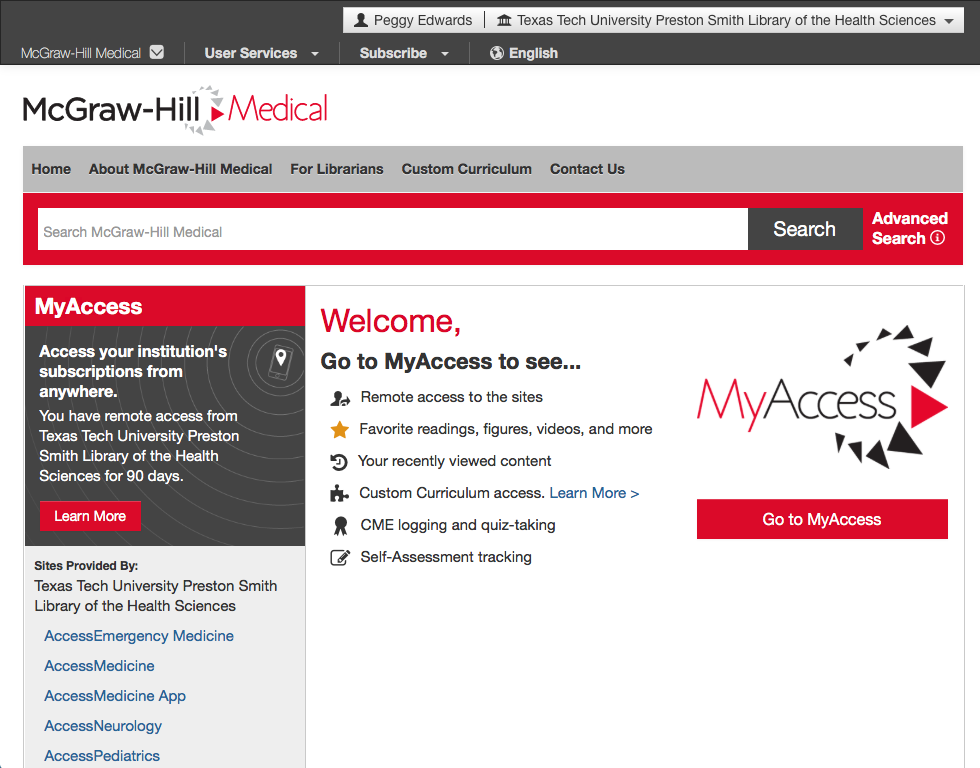 Peggy Edwards
Texas Tech University Preston Smith Library of the Health Sciences
McGraw-Hill Medical
User Services
Subscribe
English
McGraw-Hill Medical
Home
About McGraw-Hill Medical
For Librarians
Custom Curriculum
Contact Us
Search McGraw-Hill Medical
Search
Advanced
Search
MyAccess
Access your institution's
subscriptions from
anywhere.
You have remote access from
Texas Tech University Preston
Smith Library of the Health
Sciences for 90 days.
Learn More
Sites Provided By:
Texas Tech University Preston Smith
Library of the Health Sciences
AccessEmergency Medicine
AccessMedicine
AccessMedicine App
AccessNeurology
AccessPediatrics
Welcome,
Go to MyAccess to see...
Remote access to the sites
Favorite readings, figures, videos, and more
Your recently viewed content
Custom Curriculum access. Learn More >
CME logging and quiz-taking
Self-Assessment tracking
MyAccess
Go to MyAccess